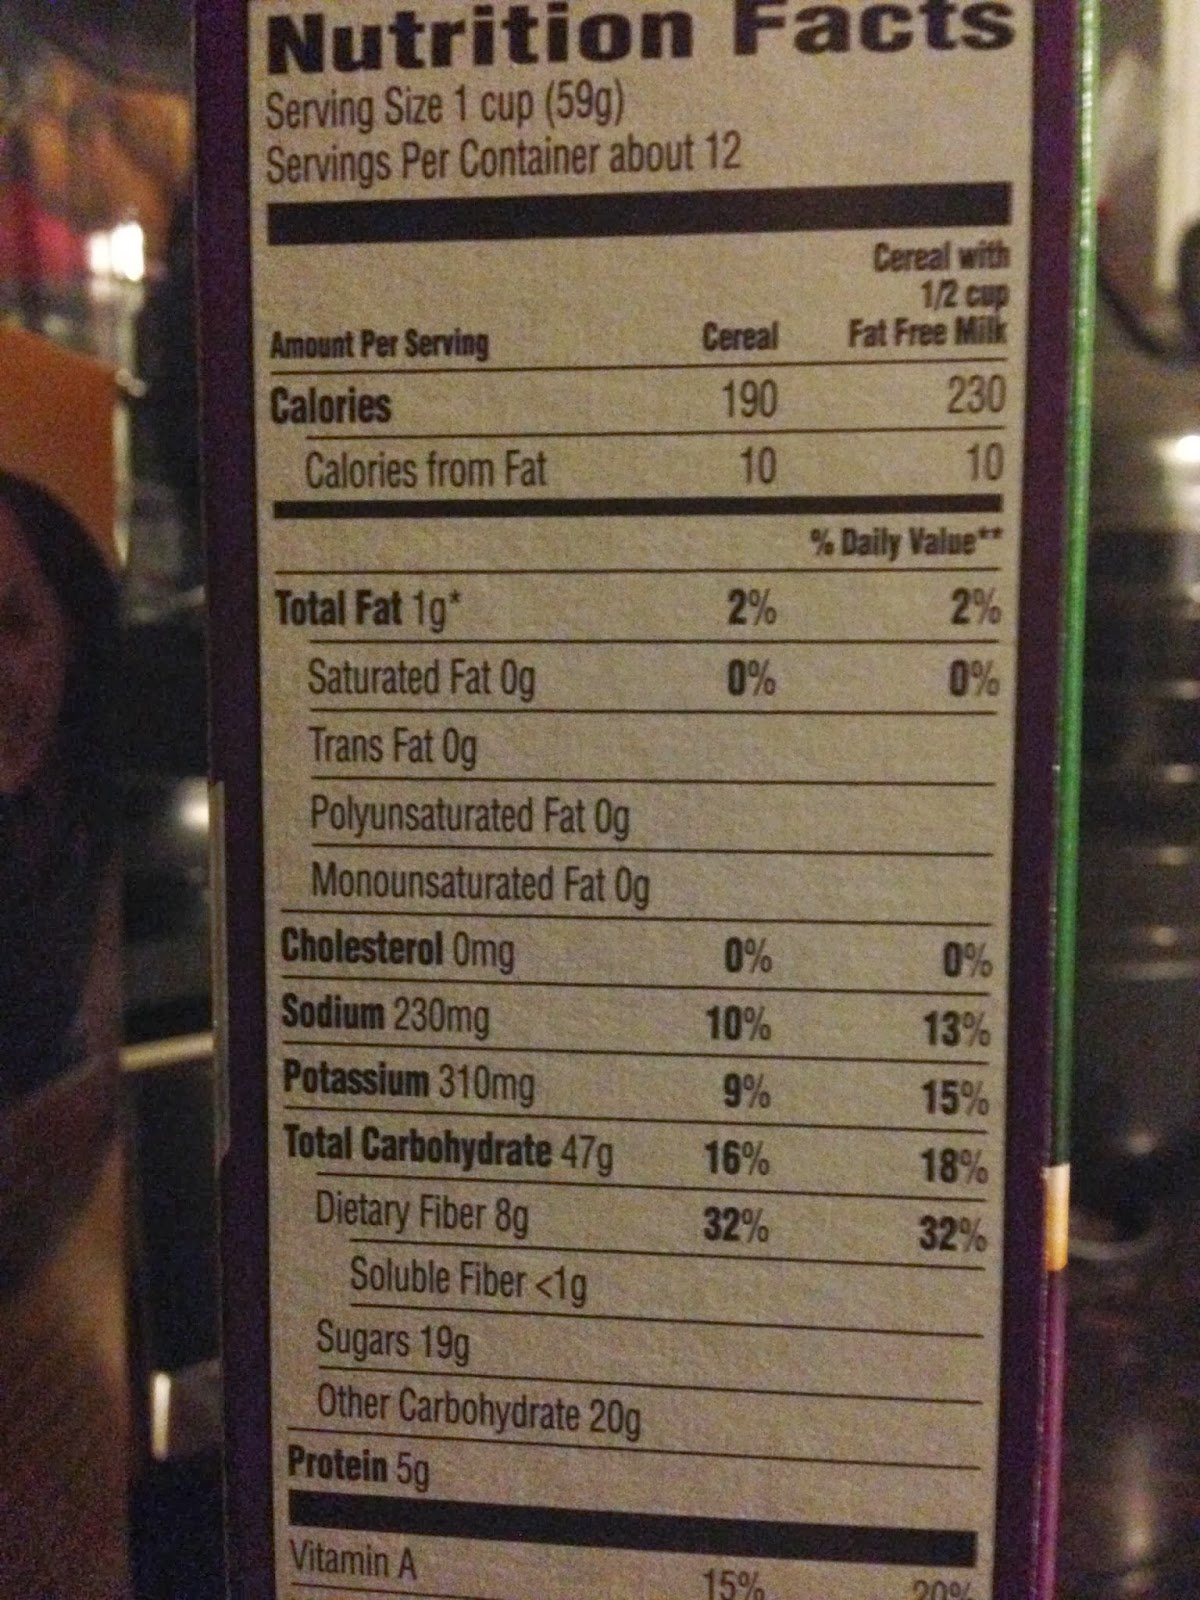 Nutrition Facts
Serving Size 1 cup (59g)
Servings Per Container about 12
Cereal with
1/2 cup
Amount Per Serving Cereal Fat Free Milk
Calories 190 230
Calories from Fat 10 10
% Daily Value**
Total Fat 1g* 2% 2%
Saturated Fat 0g 0% 0%
Trans Fat 0g
Polyunsaturated Fat 0g
Monounsaturated Fat 0g
Cholesterol 0mg 0% 0%
Sodium 230mg 10% 13%
Potassium 310mg 9% 15%
Total Carbohydrate 47g 16% 18%
Dietary Fiber 8g 32% 32%
Soluble Fiber <1g
Sugars 19g
Other Carbohydrate 20g
Protein 5g
Vitamin A 15% 20%